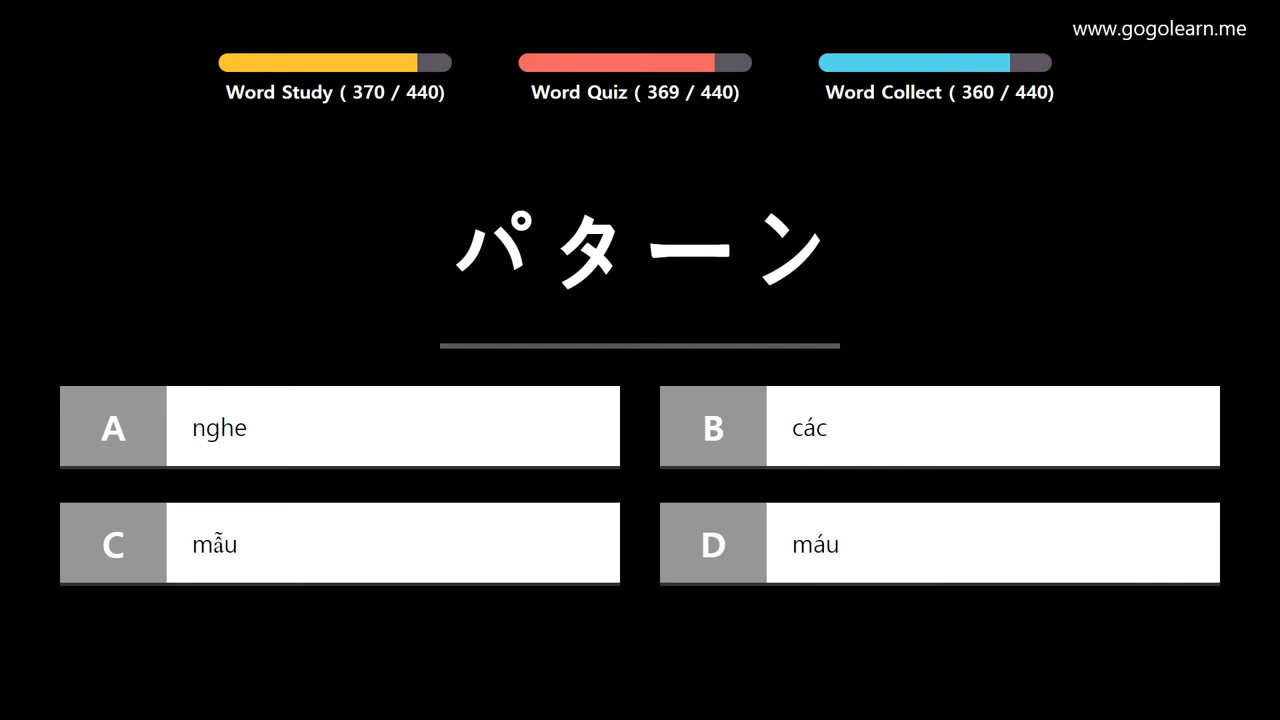 www.gogolearn.me
Word Study ( 370 / 440)
Word Quiz ( 369 / 440)
Word Collect ( 360 / 440)
パターン
A nghe
B các
C mẫu
D máu